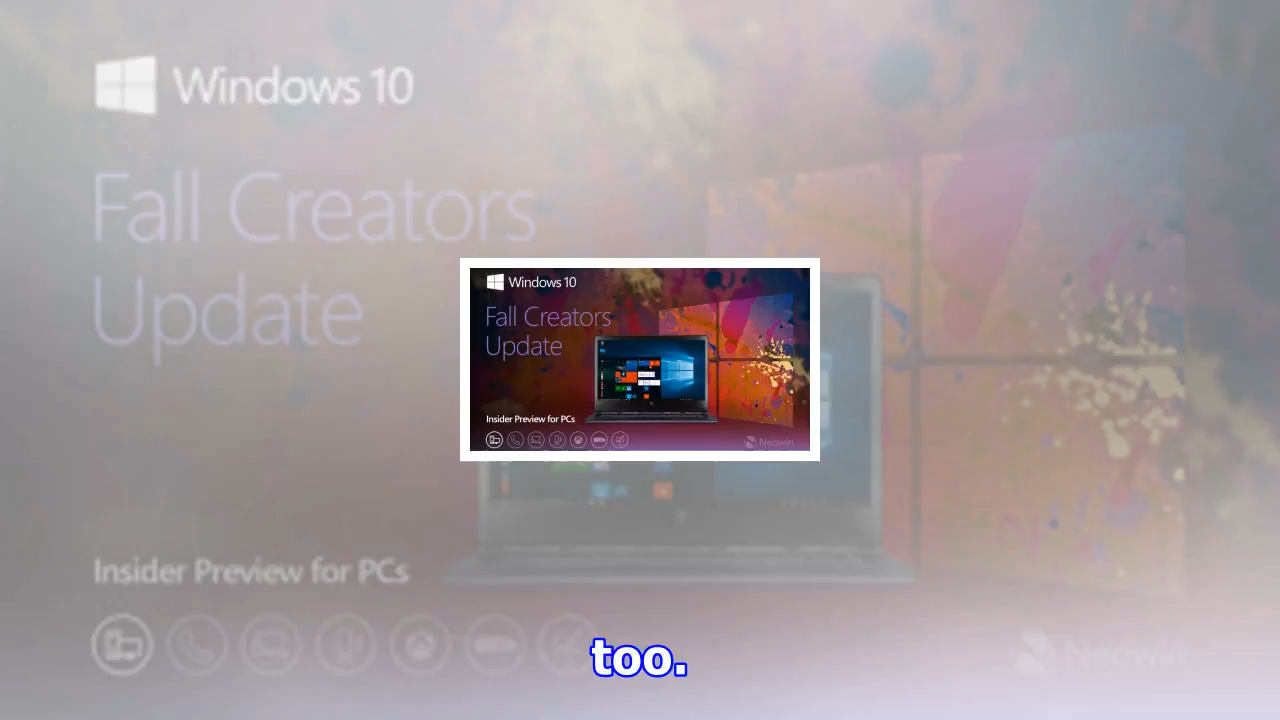 Windows 10
Fall Creators
Update
Windows 10
Fall Creators
Update
Insider Preview for PCs
Neowin
Insider Preview for PCs
too.
Neowin